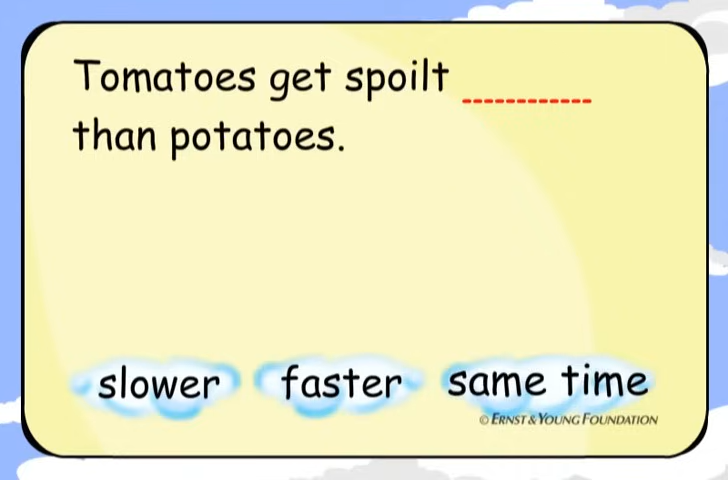 Tomatoes get spoilt ------------
than potatoes.
slower faster same time
© ERNST & YOUNG FOUNDATION